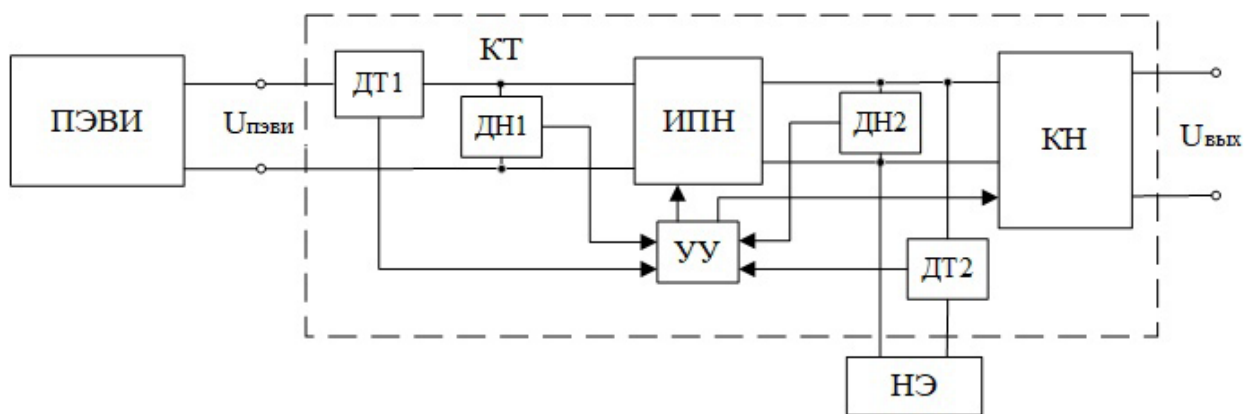 КТ
ДТ1
ПЭВИ
Uпэви
ДН1
ИПН
ДН2
КН
Uвых
УУ
ДТ2
НЭ